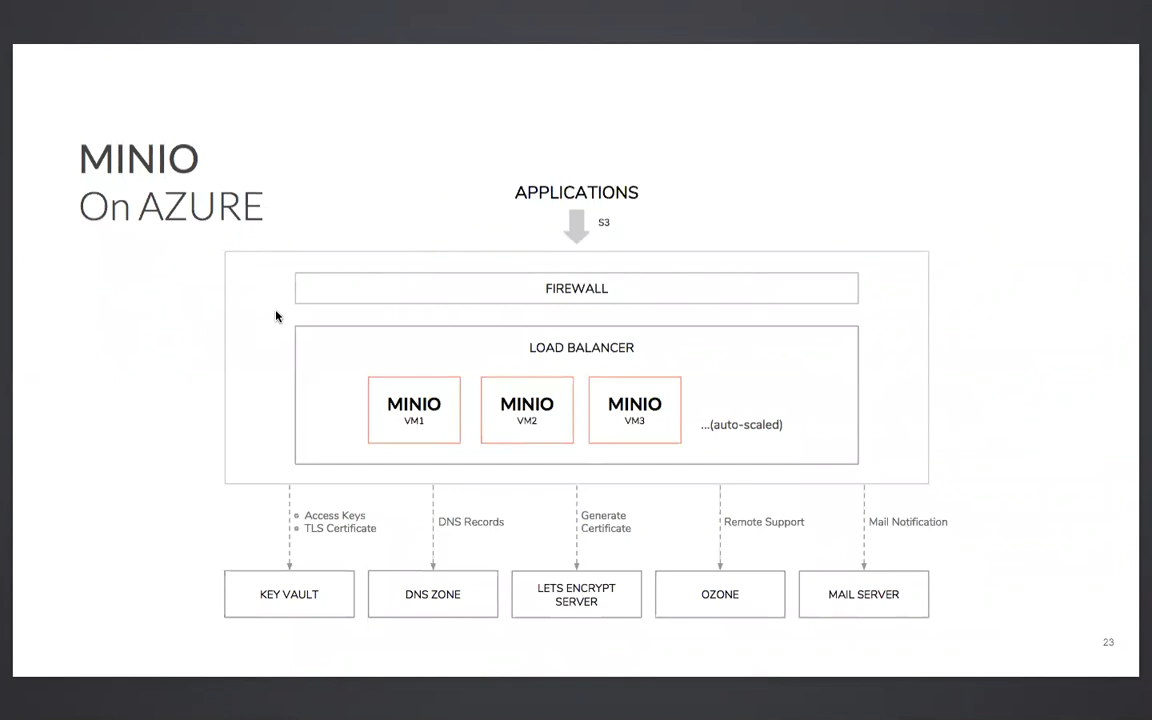 MINIO
On AZURE
APPLICATIONS
S3
FIREWALL
LOAD BALANCER
MINIO
VM1
MINIO
VM2
MINIO
VM3
...(auto-scaled)
Access Keys
TLS Certificate
DNS Records
Generate
Certificate
Remote Support
Mail Notification
KEY VAULT
DNS ZONE
LETS ENCRYPT
SERVER
OZONE
MAIL SERVER
23